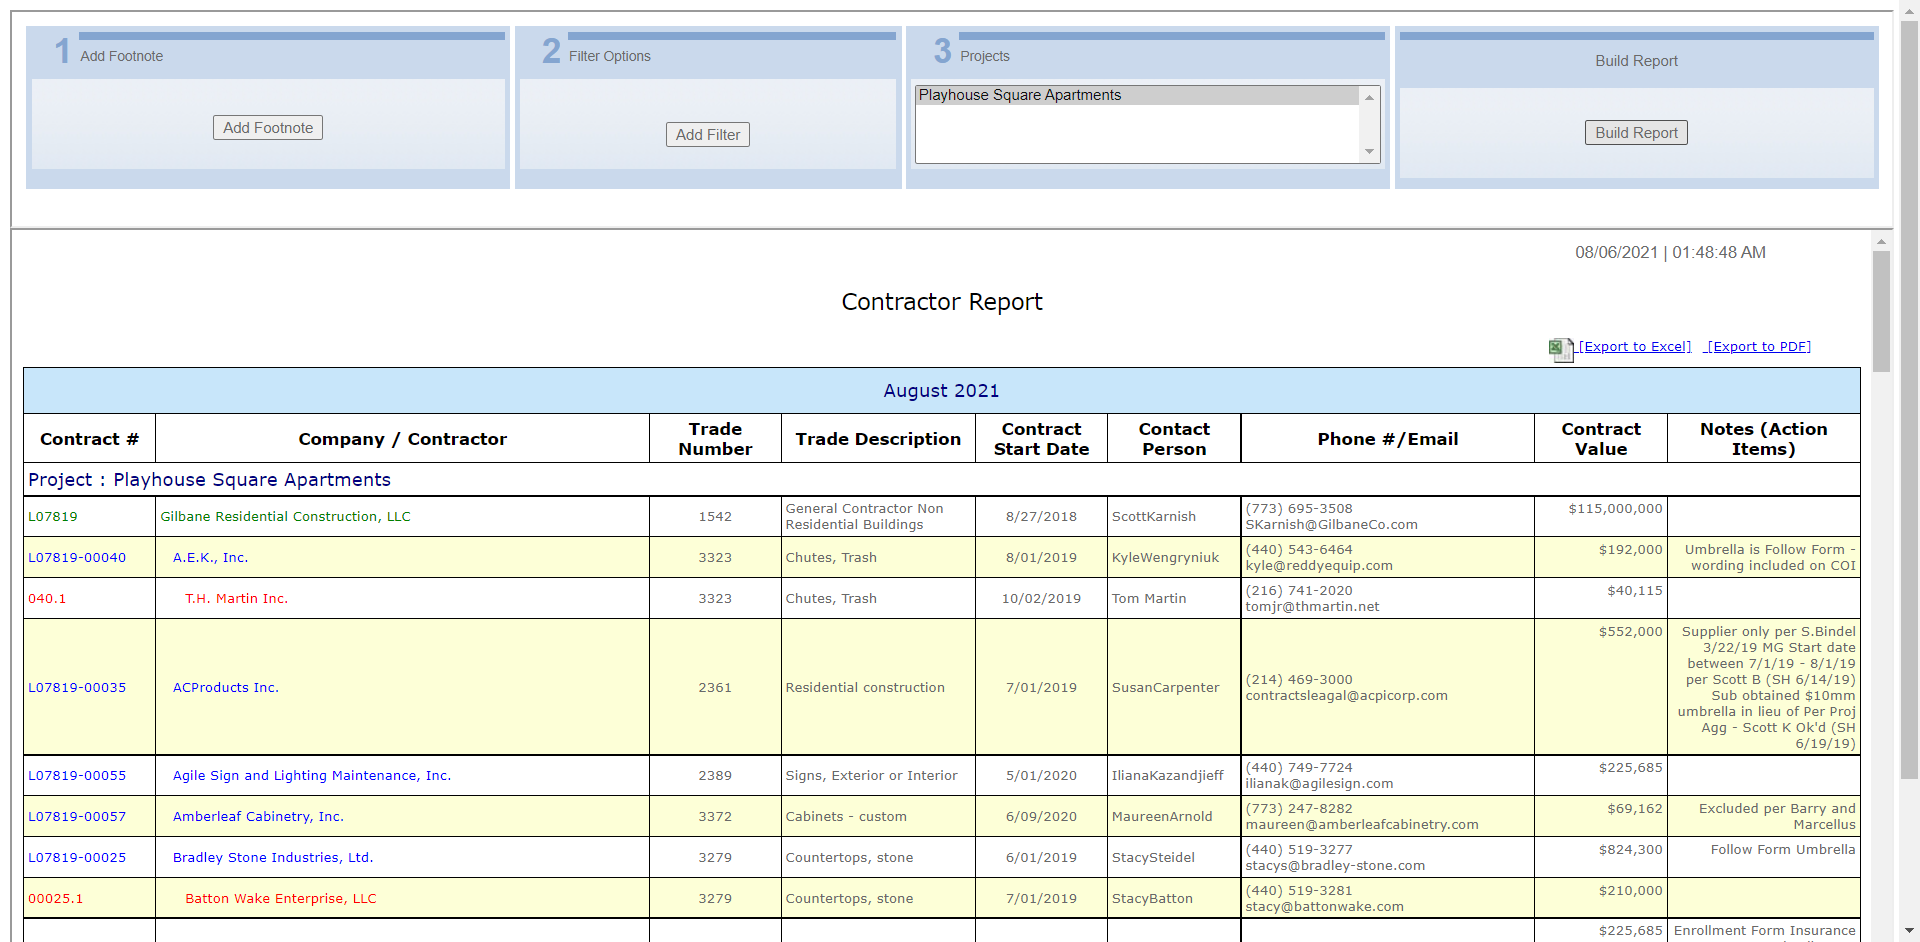 1 Add Footnote
Add Footnote
2 Filter Options
Add Filter
3 Projects
Playhouse Square Apartments
Build Report
Build Report
08/06/2021 | 01:48:48 AM
Contractor Report
[Export to Excel] [Export to PDF]
August 2021
Contract # Company / Contractor Trade Number Trade Description Contract Start Date Contact Person Phone #/Email Contract Value Notes (Action Items)
Project : Playhouse Square Apartments
L07819 Gilbane Residential Construction, LLC 1542 General Contractor Non Residential Buildings 8/27/2018 ScottKarnish (773) 695-3508 SKarnish@GilbaneCo.com $115,000,000
L07819-00040 A.E.K., Inc. 3323 Chutes, Trash 8/01/2019 KyleWengryniuk (440) 543-6464 kyle@reddyequip.com $192,000 Umbrella is Follow Form - wording included on COI
040.1 T.H. Martin Inc. 3323 Chutes, Trash 10/02/2019 Tom Martin (216) 741-2020 tomjr@thmartin.net $40,115
L07819-00035 ACProducts Inc. 2361 Residential construction 7/01/2019 SusanCarpenter (214) 469-3000 contractsleagal@acpicorp.com $552,000 Supplier only per S.Bindel 3/22/19 MG Start date between 7/1/19 - 8/1/19 per Scott B (SH 6/14/19) Sub obtained $10mm umbrella in lieu of Per Proj Agg - Scott K Ok'd (SH 6/19/19)
L07819-00055 Agile Sign and Lighting Maintenance, Inc. 2389 Signs, Exterior or Interior 5/01/2020 IlianaKazandjieff (440) 749-7724 ilianak@agilesign.com $225,685
L07819-00057 Amberleaf Cabinetry, Inc. 3372 Cabinets - custom 6/09/2020 MaureenArnold (773) 247-8282 maureen@amberleafcabinetry.com $69,162 Excluded per Barry and Marcellus
L07819-00025 Bradley Stone Industries, Ltd. 3279 Countertops, stone 6/01/2019 StacySteidel (440) 519-3277 stacys@bradley-stone.com $824,300 Follow Form Umbrella
00025.1 Batton Wake Enterprise, LLC 3279 Countertops, stone 7/01/2019 StacyBatton (440) 519-3281 stacy@battonwake.com $210,000
$225,685 Enrollment Form Insurance